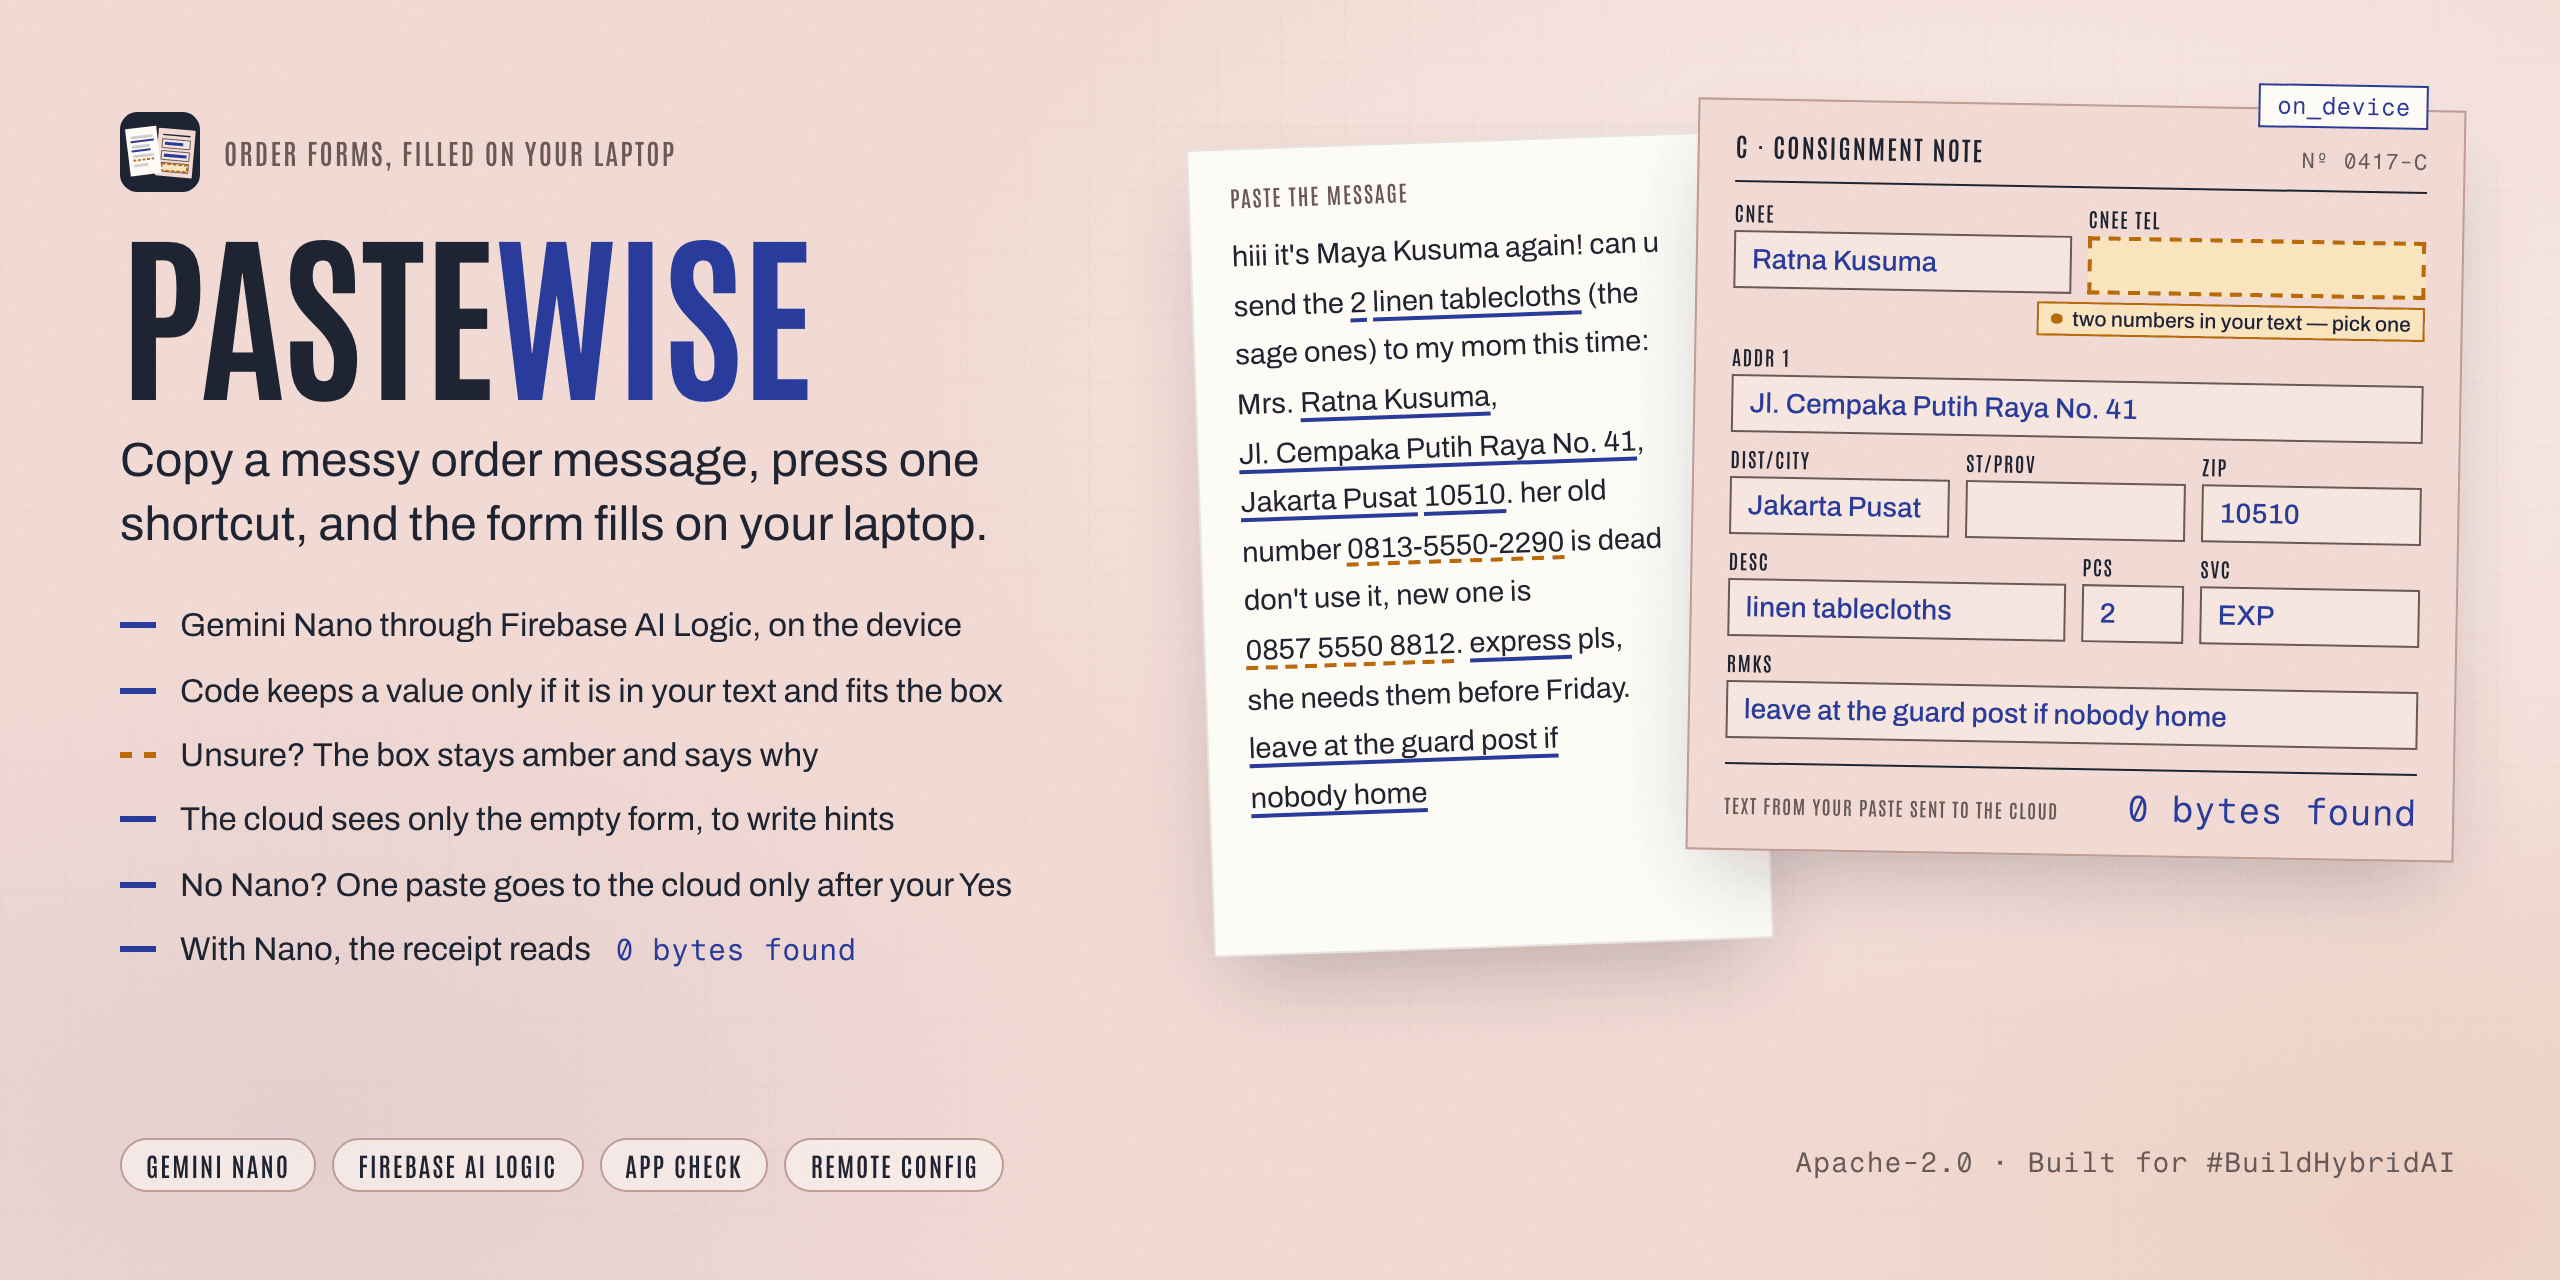 ORDER FORMS, FILLED ON YOUR LAPTOP
PASTEWISE
Copy a messy order message, press one
shortcut, and the form fills on your laptop.
Gemini Nano through Firebase AI Logic, on the device
Code keeps a value only if it is in your text and fits the box
Unsure? The box stays amber and says why
The cloud sees only the empty form, to write hints
No Nano? One paste goes to the cloud only after your Yes
With Nano, the receipt reads 0 bytes found
GEMINI NANO
FIREBASE AI LOGIC
APP CHECK
REMOTE CONFIG
PASTE THE MESSAGE
hiii it's Maya Kusuma again! can u
send the 2 linen tablecloths (the
sage ones) to my mom this time:
Mrs. Ratna Kusuma,
Jl. Cempaka Putih Raya No. 41,
Jakarta Pusat 10510. her old
number 0813-5550-2290 is dead
don't use it, new one is
0857 5550 8812. express pls,
she needs them before Friday.
leave at the guard post if
nobody home
on_device
C · CONSIGNMENT NOTE
Nº 0417-C
CNEE
CNEE TEL
Ratna Kusuma
two numbers in your text — pick one
ADDR 1
Jl. Cempaka Putih Raya No. 41
DIST/CITY
ST/PROV
ZIP
Jakarta Pusat
10510
DESC
PCS
SVC
linen tablecloths
2
EXP
RMKS
leave at the guard post if nobody home
TEXT FROM YOUR PASTE SENT TO THE CLOUD
0 bytes found
Apache-2.0 · Built for #BuildHybridAI